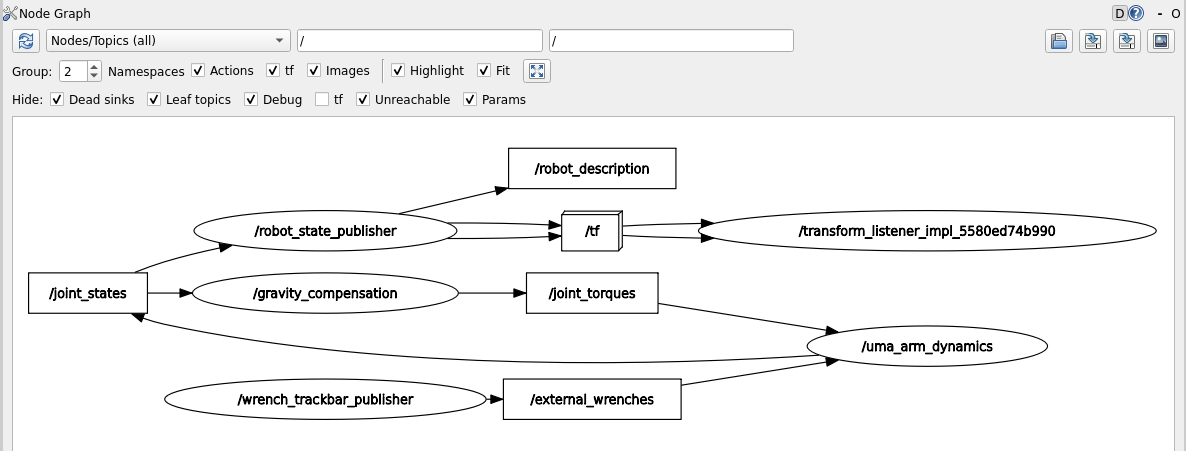 Node Graph D ? - O
Nodes/Topics (all) / /
Group: 2 Namespaces Actions tf Images Highlight Fit
Hide: Dead sinks Leaf topics Debug tf Unreachable Params
/robot_description
/robot_state_publisher /tf /transform_listener_impl_5580ed74b990
/joint_states /gravity_compensation /joint_torques
/uma_arm_dynamics
/wrench_trackbar_publisher /external_wrenches